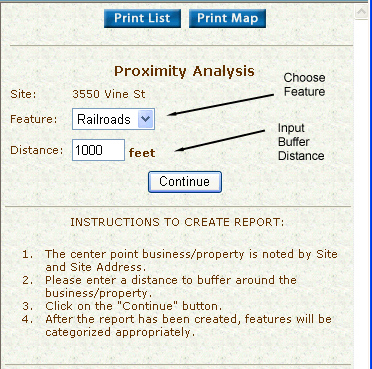 Print List Print Map
Proximity Analysis
Site: 3550 Vine St
Choose
Feature
Feature: Railroads
Input
Buffer
Distance
Distance: 1000 feet
Continue
INSTRUCTIONS TO CREATE REPORT:
1. The center point business/property is noted by Site
and Site Address.
2. Please enter a distance to buffer around the
business/property.
3. Click on the "Continue" button.
4. After the report has been created, features will be
categorized appropriately.